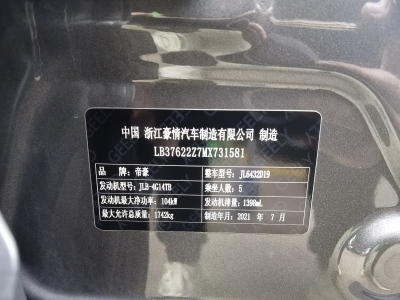 中国 浙江豪情汽车制造有限公司 制造
LB37622Z7MX731581
品牌：帝豪 整车型号：JL6432D19
发动机型号：JLB-4G14TB 乘坐人数：5
发动机最大净功率：104kW 发动机排量：1398mL
最大允许总质量：1742kg 制造年月：2021 年 7 月